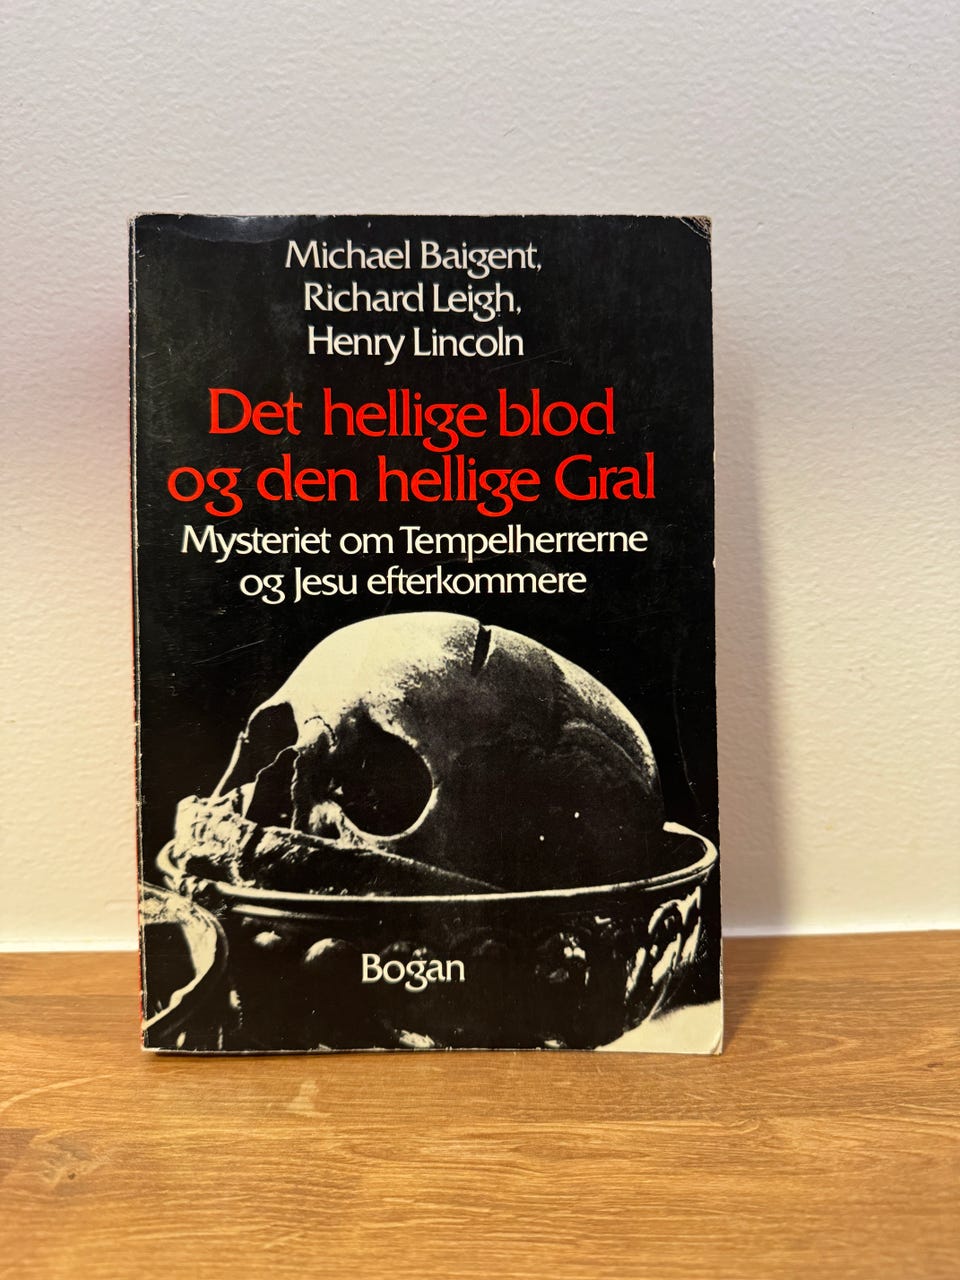 Michael Baigent,
Richard Leigh,
Henry Lincoln
Det hellige blod
og den hellige Gral
Mysteriet om Tempelherrerne
og Jesu efterkommere
Bogan